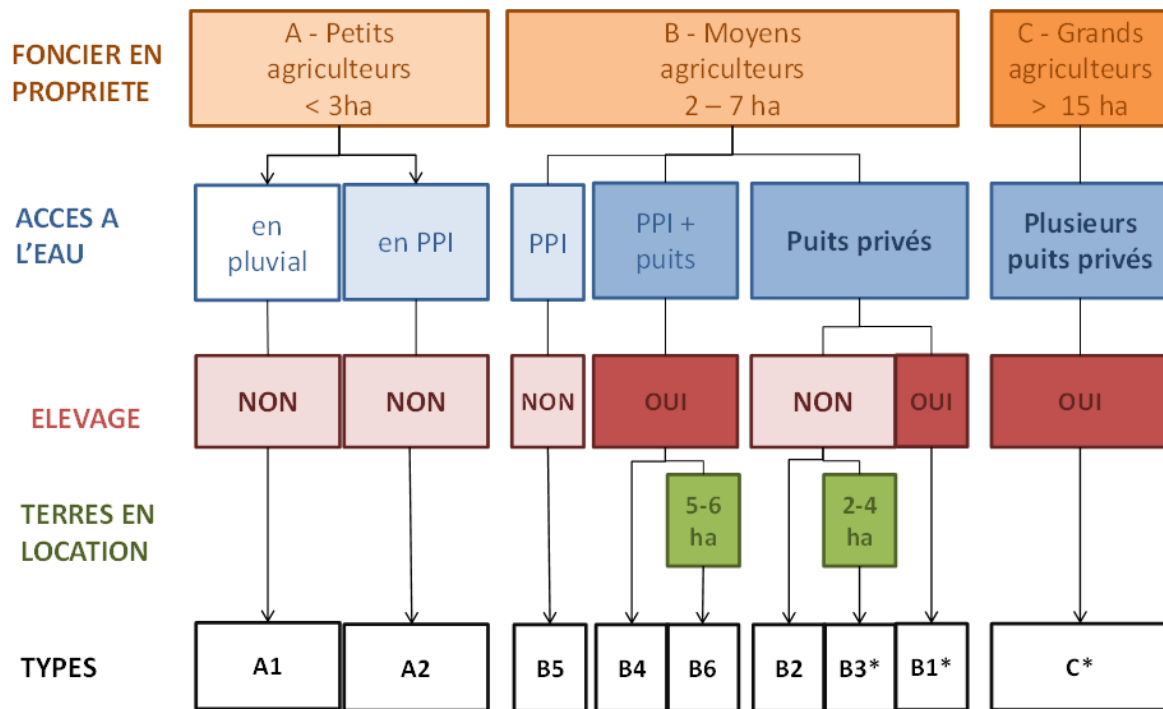 FONCIER EN
PROPRIETE
A - Petits
agriculteurs
< 3ha
B - Moyens
agriculteurs
2 – 7 ha
C - Grands
agriculteurs
> 15 ha
ACCES A
L'EAU
en
pluvial
en PPI
PPI
PPI +
puits
Puits privés
Plusieurs
puits privés
ELEVAGE
NON
NON
NON
OUI
NON
OUI
OUI
TERRES EN
LOCATION
5-6
ha
2-4
ha
TYPES
A1
A2
B5
B4
B6
B2
B3*
B1*
C*